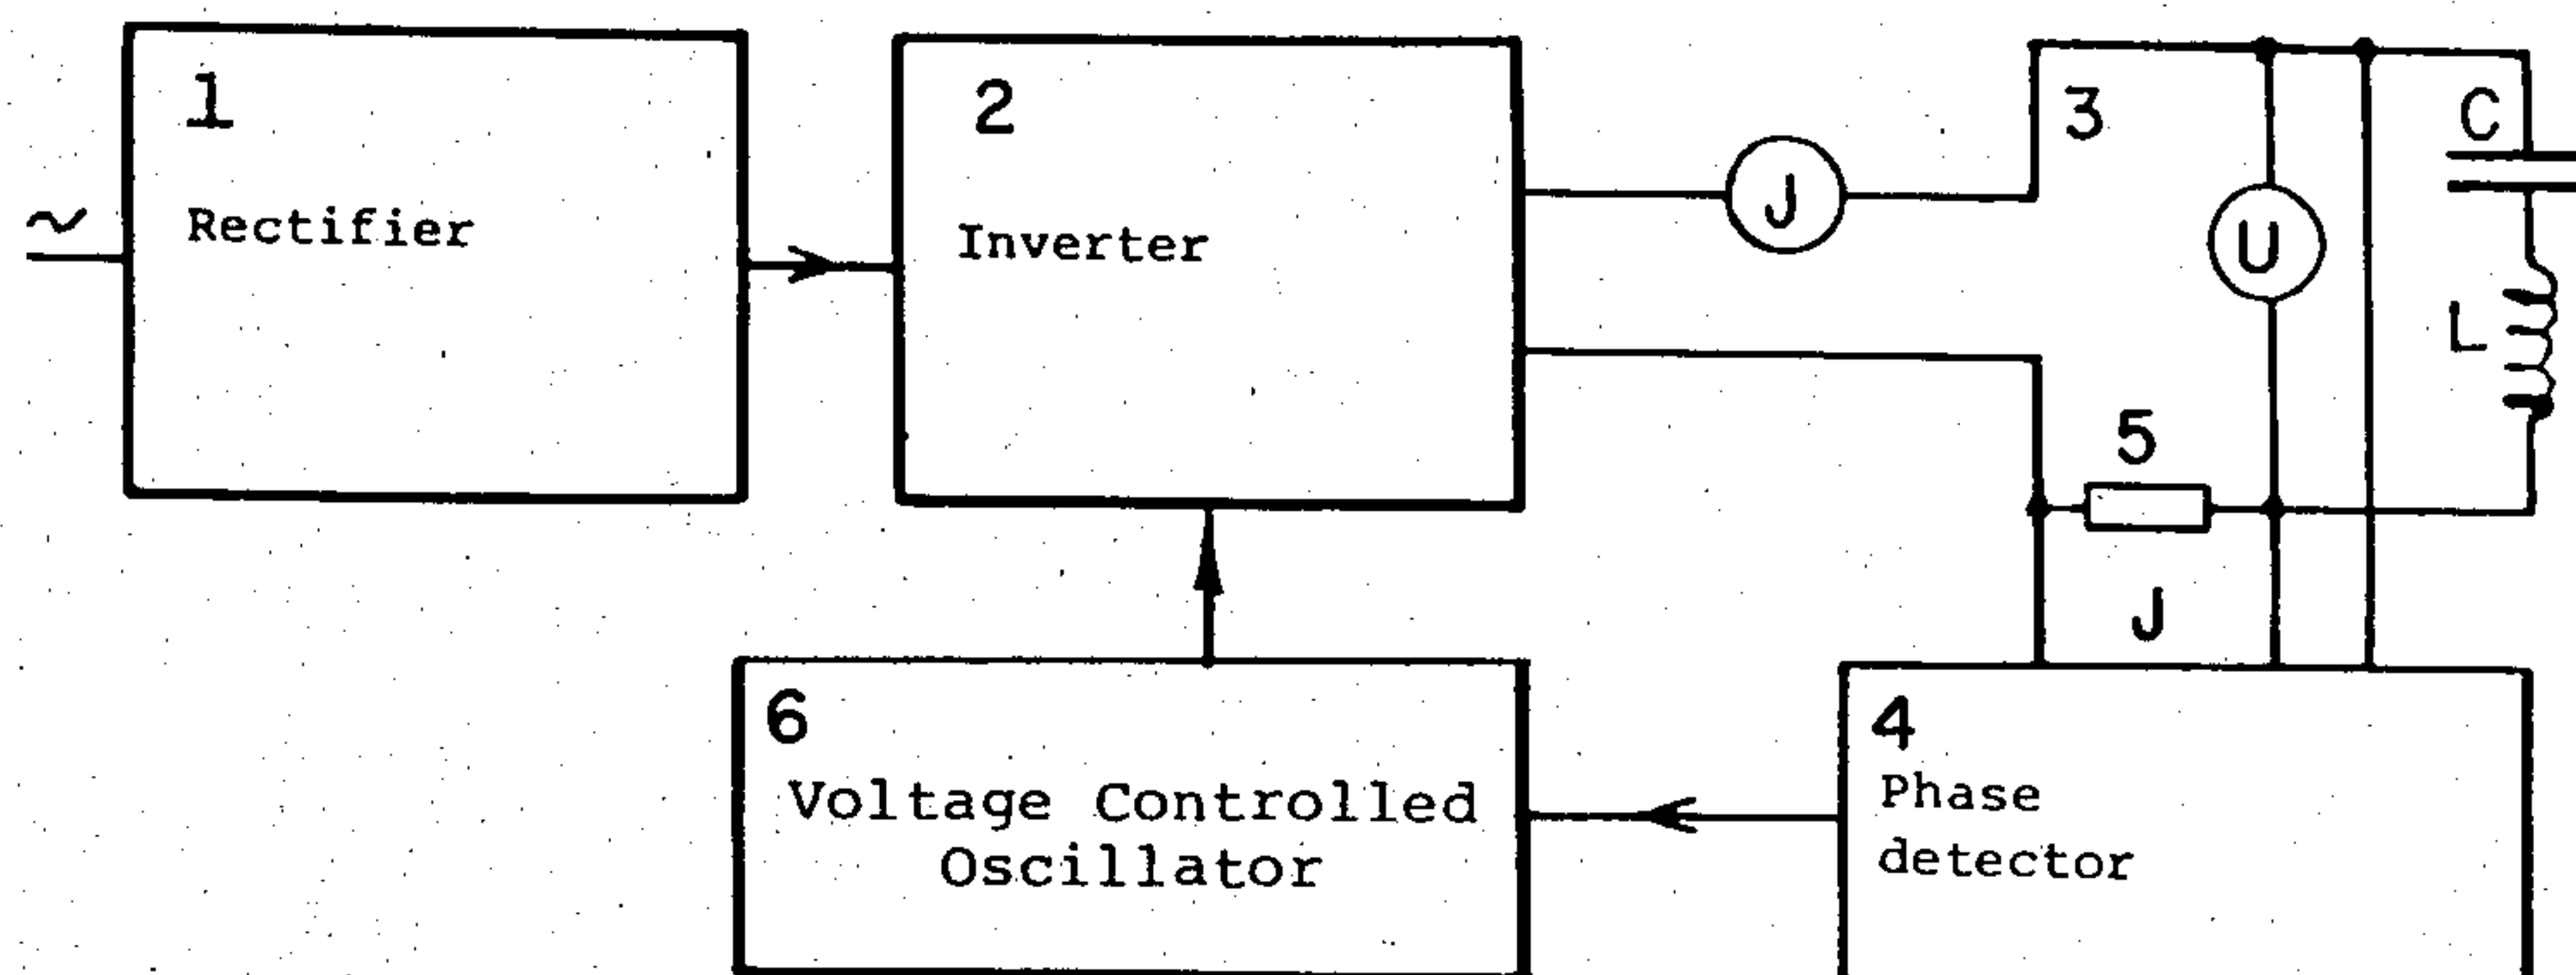 1
Rectifier
~
2
Inverter
J
3
U
C
L
5
J
6
Voltage Controlled
Oscillator
4
Phase
detector